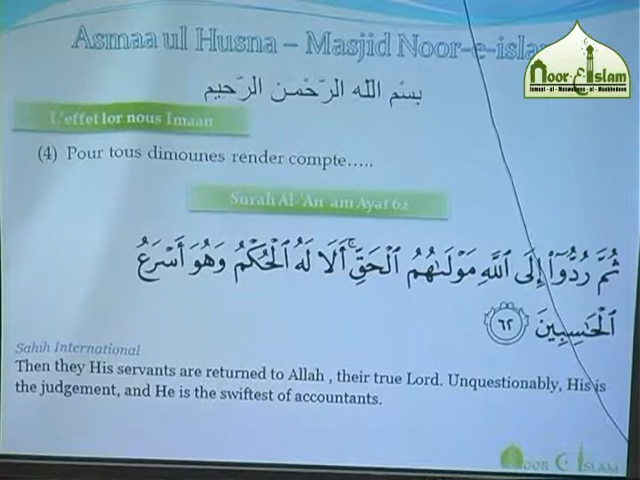 Asmaa ul Husna – Masjid Noor-e-islam
Noor-E-Islam
بِسْمِ اللهِ الرَّحْمٰنِ الرَّحِيْمِ
L'effet lor nous Imaan
(4) Pour tous dimounes render compte.....
Surah Al-'An am Ayat 62
ثُمَّ رُدُّوٓا۟ إِلَى ٱللَّهِ مَوْلَىٰهُمُ ٱلْحَقِّ ۚ أَلَا لَهُ ٱلْحُكْمُ وَهُوَ أَسْرَعُ
ٱلْحَـٰسِبِينَ ٦٢
Sahih International
Then they His servants are returned to Allah , their true Lord. Unquestionably, His is
the judgement, and He is the swiftest of accountants.
Noor E Islam